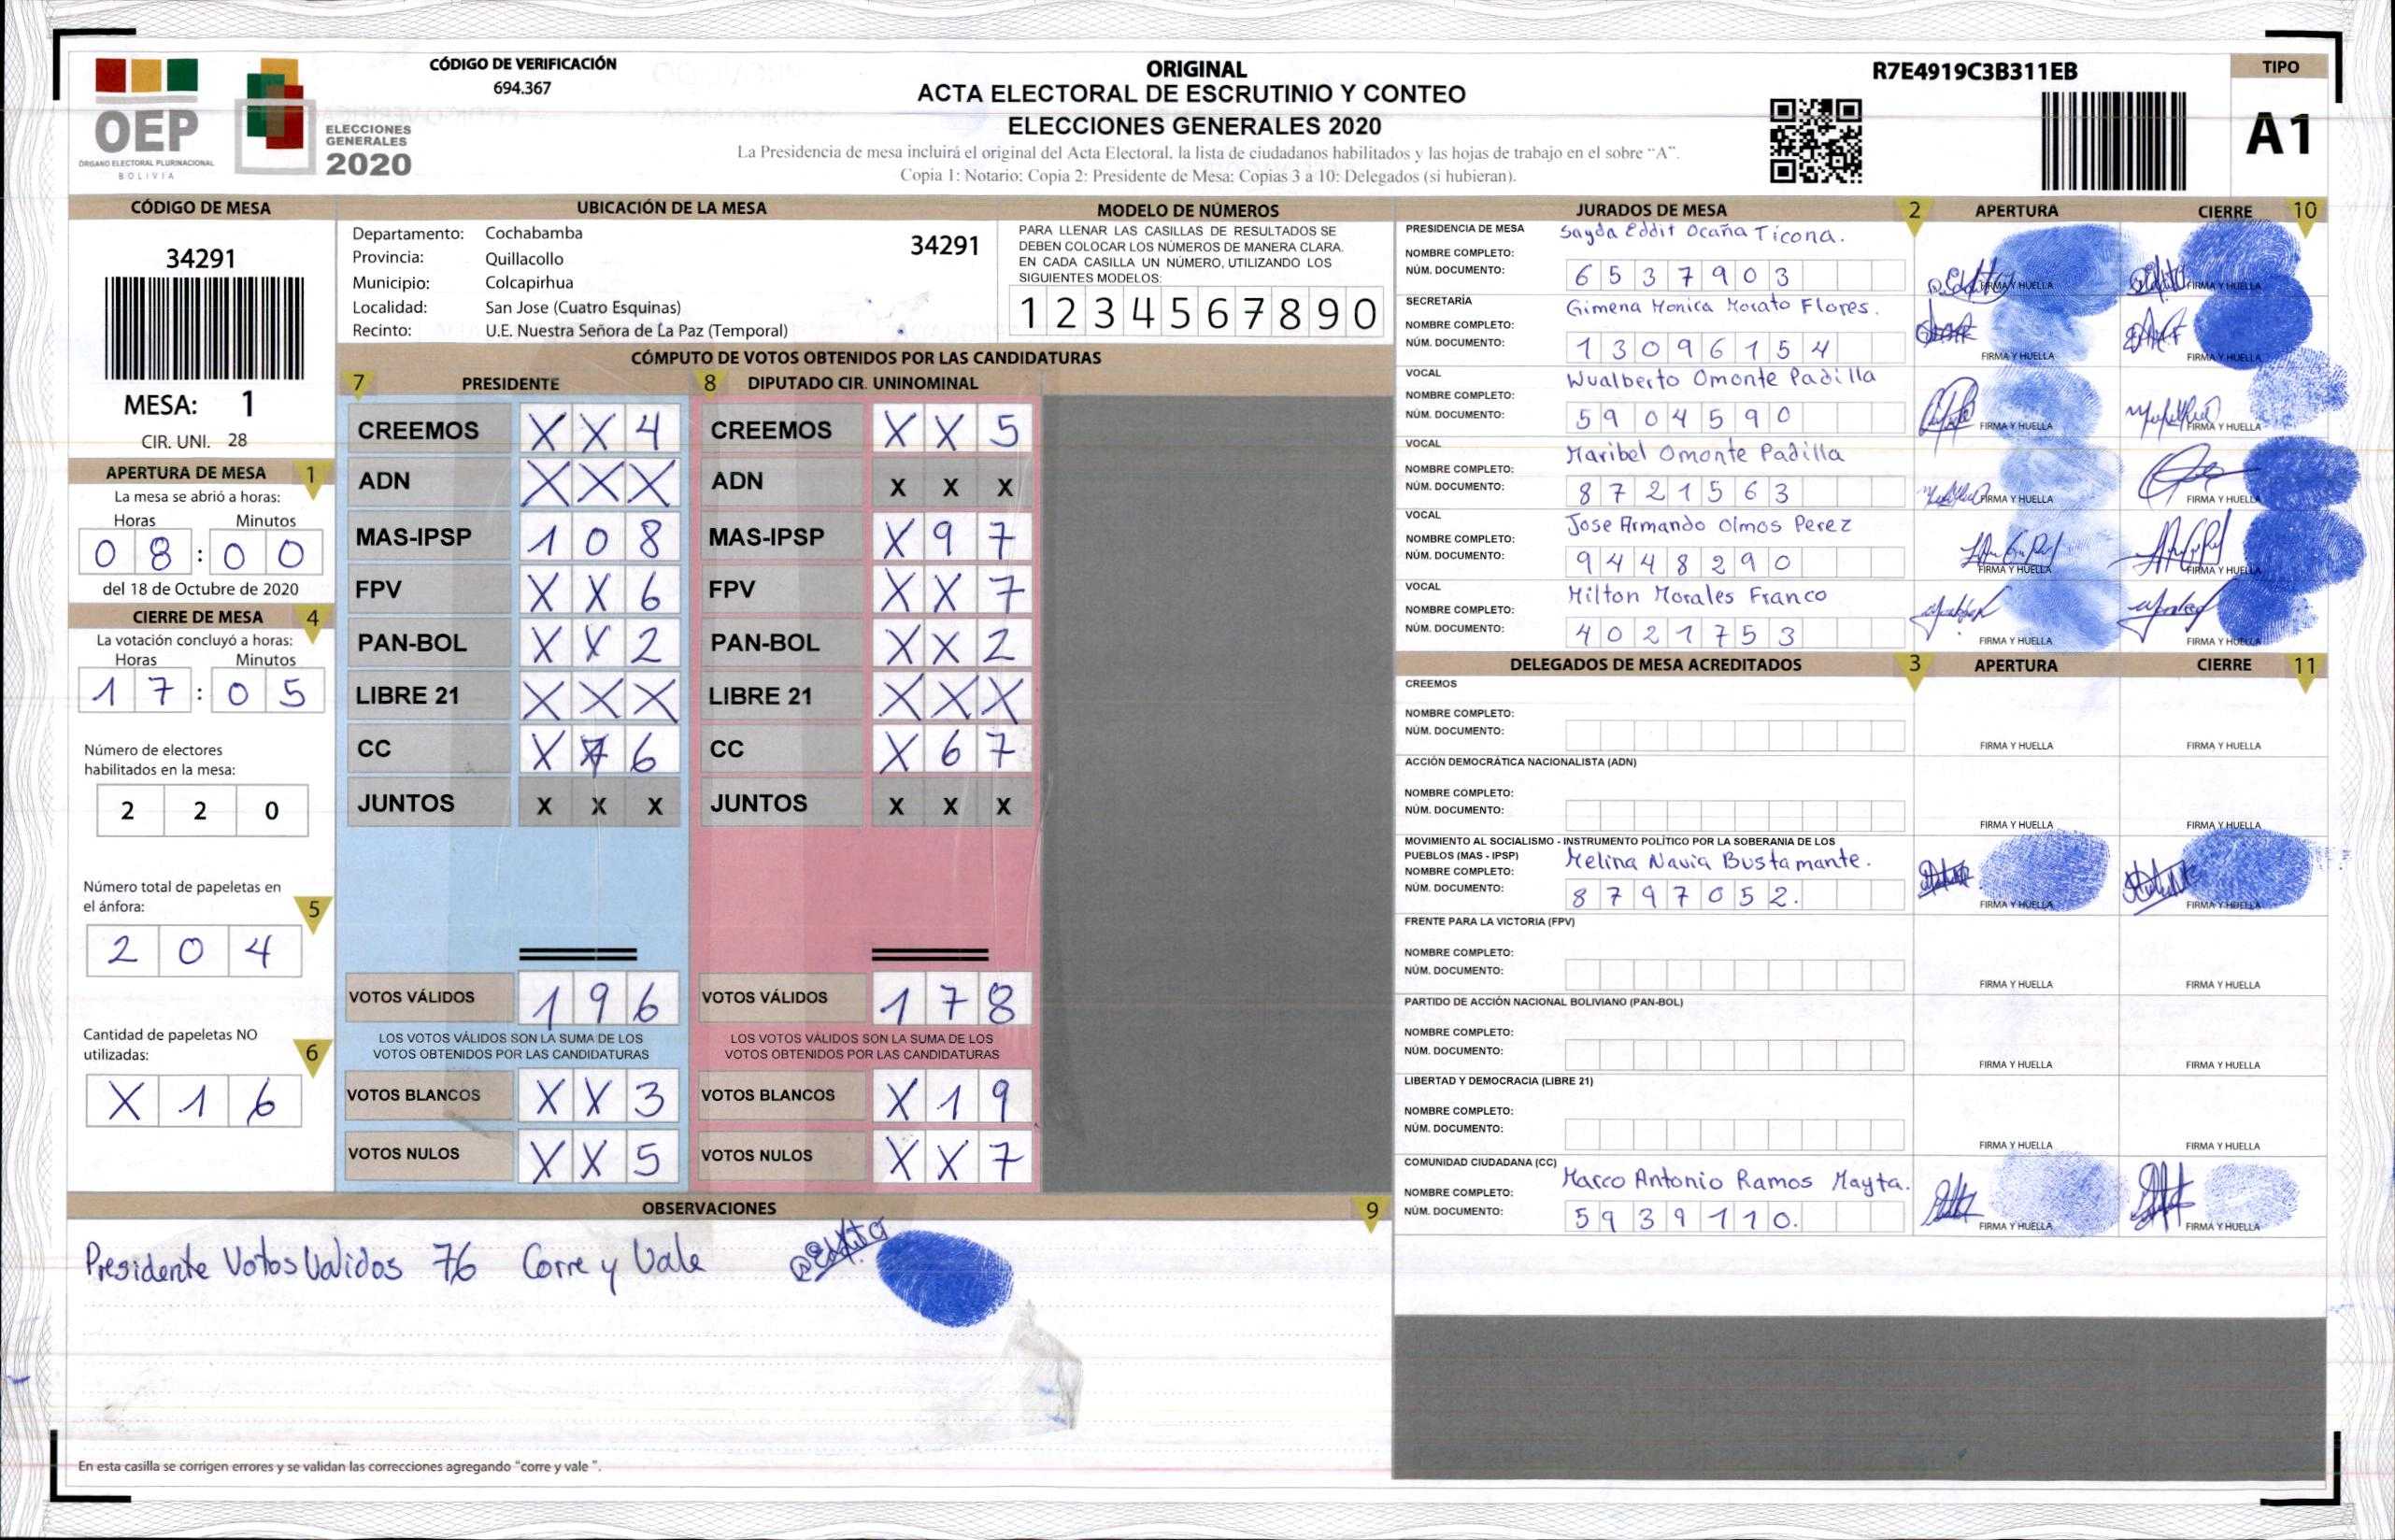 OEP
ÓRGANO ELECTORAL PLURINACIONAL
BOLIVIA
ELECCIONES
GENERALES
2020
CÓDIGO DE VERIFICACIÓN
694.367
ORIGINAL
ACTA ELECTORAL DE ESCRUTINIO Y CONTEO
ELECCIONES GENERALES 2020
La Presidencia de mesa incluirá el original del Acta Electoral, la lista de ciudadanos habilitados y las hojas de trabajo en el sobre "A".
Copia 1: Notario; Copia 2: Presidente de Mesa; Copias 3 a 10: Delegados (si hubieran).
R7E4919C3B311EB
TIPO
A1
CÓDIGO DE MESA
34291
MESA: 1
CIR. UNI. 28
APERTURA DE MESA 1
La mesa se abrió a horas:
Horas Minutos
0 8 : 0 0
del 18 de Octubre de 2020
CIERRE DE MESA 4
La votación concluyó a horas:
Horas Minutos
1 7 : 0 5
Número de electores
habilitados en la mesa:
2 2 0
Número total de papeletas en
el ánfora: 5
2 0 4
Cantidad de papeletas NO
utilizadas: 6
X 1 6
UBICACIÓN DE LA MESA
Departamento: Cochabamba
34291
Provincia: Quillacollo
Municipio: Colcapirhua
Localidad: San Jose (Cuatro Esquinas)
Recinto: U.E. Nuestra Señora de La Paz (Temporal)
MODELO DE NÚMEROS
PARA LLENAR LAS CASILLAS DE RESULTADOS SE
DEBEN COLOCAR LOS NÚMEROS DE MANERA CLARA.
EN CADA CASILLA UN NÚMERO, UTILIZANDO LOS
SIGUIENTES MODELOS:
1 2 3 4 5 6 7 8 9 0
CÓMPUTO DE VOTOS OBTENIDOS POR LAS CANDIDATURAS
7 PRESIDENTE 8 DIPUTADO CIR. UNINOMINAL
CREEMOS X X 4 CREEMOS X X 5
ADN X X X ADN X X X
MAS-IPSP 1 0 8 MAS-IPSP X 9 7
FPV X X 6 FPV X X 7
PAN-BOL X X 2 PAN-BOL X X 2
LIBRE 21 X X X LIBRE 21 X X X
CC X 7 6 CC X 6 7
JUNTOS X X X JUNTOS X X X
VOTOS VÁLIDOS 1 9 6 VOTOS VÁLIDOS 1 7 8
LOS VOTOS VÁLIDOS SON LA SUMA DE LOS LOS VOTOS VÁLIDOS SON LA SUMA DE LOS
VOTOS OBTENIDOS POR LAS CANDIDATURAS VOTOS OBTENIDOS POR LAS CANDIDATURAS
VOTOS BLANCOS X X 3 VOTOS BLANCOS X 1 9
VOTOS NULOS X X 5 VOTOS NULOS X X 7
OBSERVACIONES 9
Presidente Votos Validos 76 Corre y Vale
En esta casilla se corrigen errores y se validan las correcciones agregando "corre y vale ".
JURADOS DE MESA 2 APERTURA CIERRE 10
PRESIDENCIA DE MESA Sayda Eddit Ocaña Ticona.
NOMBRE COMPLETO:
NÚM. DOCUMENTO: 6 5 3 7 9 0 3 FIRMA Y HUELLA FIRMA Y HUELLA
SECRETARÍA Gimena Monica Morato Flores.
NOMBRE COMPLETO:
NÚM. DOCUMENTO: 1 3 0 9 6 1 5 4 FIRMA Y HUELLA FIRMA Y HUELLA
VOCAL Wualberto Omonte Padilla
NOMBRE COMPLETO:
NÚM. DOCUMENTO: 5 9 0 4 5 9 0 FIRMA Y HUELLA FIRMA Y HUELLA
VOCAL Maribel Omonte Padilla
NOMBRE COMPLETO:
NÚM. DOCUMENTO: 8 7 2 1 5 6 3 FIRMA Y HUELLA FIRMA Y HUELLA
VOCAL Jose Armando Olmos Perez
NOMBRE COMPLETO:
NÚM. DOCUMENTO: 9 4 4 8 2 9 0 FIRMA Y HUELLA FIRMA Y HUELLA
VOCAL Milton Morales Franco
NOMBRE COMPLETO:
NÚM. DOCUMENTO: 4 0 2 1 7 5 3 FIRMA Y HUELLA FIRMA Y HUELLA
DELEGADOS DE MESA ACREDITADOS 3 APERTURA CIERRE 11
CREEMOS
NOMBRE COMPLETO:
NÚM. DOCUMENTO: FIRMA Y HUELLA FIRMA Y HUELLA
ACCIÓN DEMOCRÁTICA NACIONALISTA (ADN)
NOMBRE COMPLETO:
NÚM. DOCUMENTO: FIRMA Y HUELLA FIRMA Y HUELLA
MOVIMIENTO AL SOCIALISMO - INSTRUMENTO POLÍTICO POR LA SOBERANIA DE LOS
PUEBLOS (MAS - IPSP) Melina Navia Bustamante.
NOMBRE COMPLETO:
NÚM. DOCUMENTO: 8 7 9 7 0 5 2. FIRMA Y HUELLA FIRMA Y HUELLA
FRENTE PARA LA VICTORIA (FPV)
NOMBRE COMPLETO:
NÚM. DOCUMENTO: FIRMA Y HUELLA FIRMA Y HUELLA
PARTIDO DE ACCIÓN NACIONAL BOLIVIANO (PAN-BOL)
NOMBRE COMPLETO:
NÚM. DOCUMENTO: FIRMA Y HUELLA FIRMA Y HUELLA
LIBERTAD Y DEMOCRACIA (LIBRE 21)
NOMBRE COMPLETO:
NÚM. DOCUMENTO: FIRMA Y HUELLA FIRMA Y HUELLA
COMUNIDAD CIUDADANA (CC) Marco Antonio Ramos Mayta.
NOMBRE COMPLETO:
NÚM. DOCUMENTO: 5 9 3 9 1 1 0. FIRMA Y HUELLA FIRMA Y HUELLA